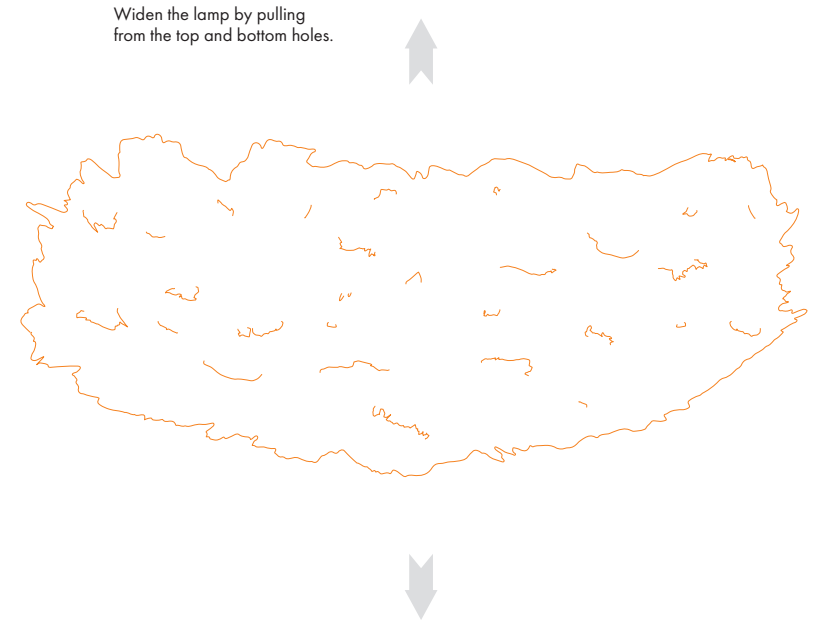 Widen the lamp by pulling
from the top and bottom holes.